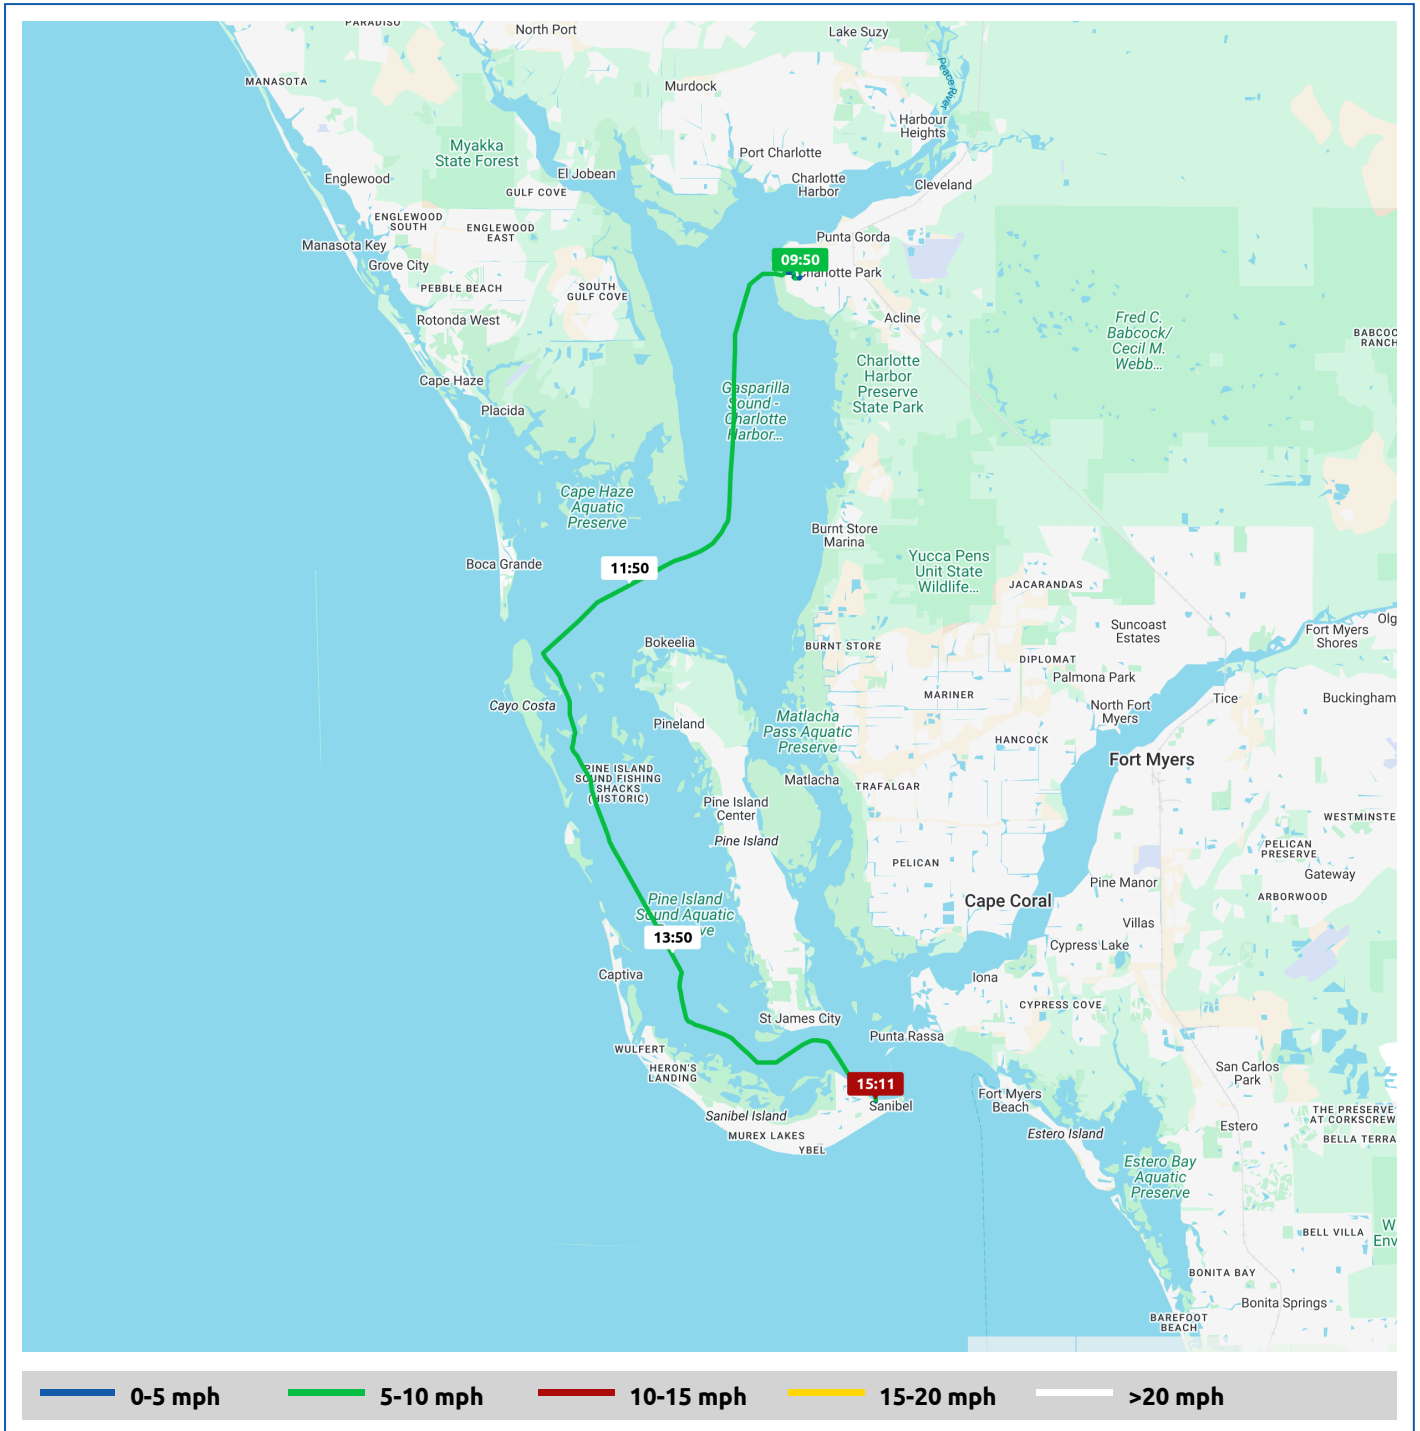 PARADISO
North Port
Lake Suzy
MANASOTA
Murdock
Peace River
Harbour
Heights
Myakka
State Forest
Port Charlotte
El Jobean
Englewood
Charlotte
Harbor
Cleveland
GULF COVE
ENGLEWOOD
SOUTH
ENGLEWOOD
EAST
Manasota Key
Punta Gorda
Grove City
09:50
Charlotte Park
PEBBLE BEACH
SOUTH
GULF COVE
Rotonda West
Acline
Fred C.
Babcock/
Cecil M.
Webb...
BABCOC
RANCH
Cape Haze
Charlotte
Harbor
Preserve
State Park
Gasparilla
Sound -
Charlotte
Harbor...
Placida
Cape Haze
Aquatic
Preserve
Burnt Store
Marina
Boca Grande
11:50
Yucca Pens
Unit State
Wildlife...
JACARANDAS
Suncoast
Estates
Fort Myers
Shores
Olg
Bokeelia
BURNT STORE
DIPLOMAT
Palmona Park
MARINER
Tice
Buckingham
Cayo Costa
North Fort
Myers
Pineland
Matlacha
Pass Aquatic
Preserve
HANCOCK
Fort Myers
PINE ISLAND
SOUND FISHING
SHACKS
(HISTORIC)
Matlacha
TRAFALGAR
Pine Island
Center
WESTMINSTE
Pine Island
PELICAN
PELICAN
PRESERVE
Gateway
Pine Manor
ARBORWOOD
Cape Coral
Pine Island
Sound Aquatic
ve
Villas
13:50
Cypress Lake
Captiva
Iona
CYPRESS COVE
St James City
Punta Rassa
WULFERT
HERON'S
LANDING
San Carlos
Park
15:11
Sanibel
Fort Myers
Beach
Sanibel Island
THE PRESERVE
AT CORKSCREW
MUREX LAKES
Estero Island
Estero
BELLA TERRA
YBEL
Estero Bay
Aquatic
Preserve
W
Env
BELL VILLA
BONITA BAY
Bonita Springs
BAREFOOT
BEACH
0-5 mph 5-10 mph 10-15 mph 15-20 mph >20 mph